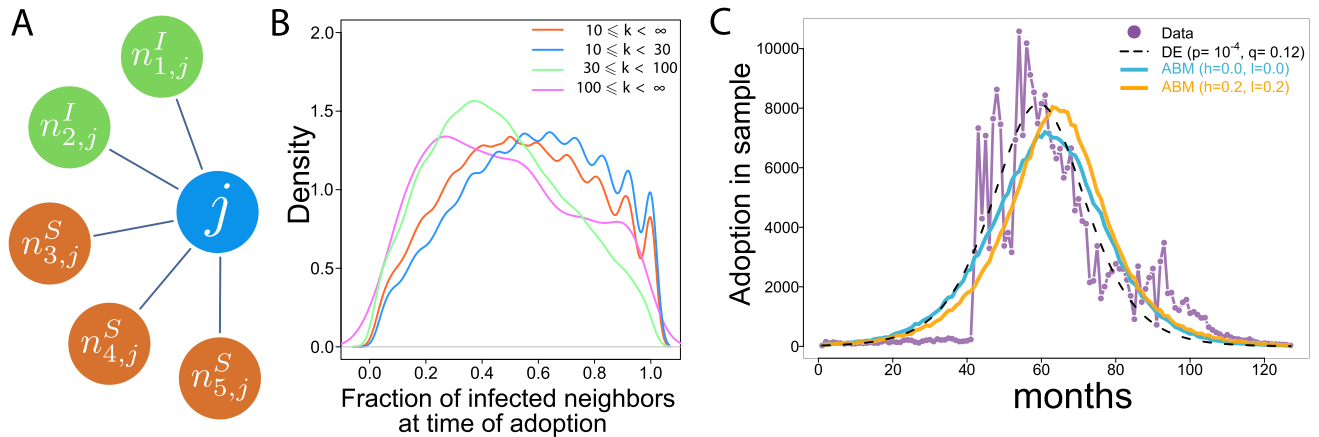 A
n^I_{1,j}
n^I_{2,j}
j
n^S_{3,j}
n^S_{4,j}
n^S_{5,j}
B
10 ⩽ k < ∞
10 ⩽ k < 30
30 ⩽ k < 100
100 ⩽ k < ∞
Density
2.0
1.5
1.0
0.5
0.0
0.0 0.2 0.4 0.6 0.8 1.0
Fraction of infected neighbors
at time of adoption
C
Data
DE (p= 10^-4, q= 0.12)
ABM (h=0.0, l=0.0)
ABM (h=0.2, l=0.2)
Adoption in sample
10000
8000
6000
4000
2000
0
0 20 40 60 80 100 120
months